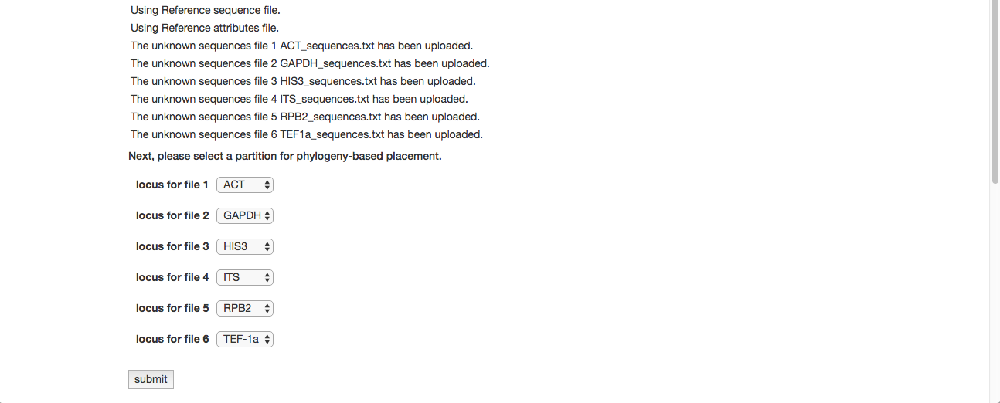 Using Reference sequence file.
Using Reference attributes file.
The unknown sequences file 1 ACT_sequences.txt has been uploaded.
The unknown sequences file 2 GAPDH_sequences.txt has been uploaded.
The unknown sequences file 3 HIS3_sequences.txt has been uploaded.
The unknown sequences file 4 ITS_sequences.txt has been uploaded.
The unknown sequences file 5 RPB2_sequences.txt has been uploaded.
The unknown sequences file 6 TEF1a_sequences.txt has been uploaded.
Next, please select a partition for phylogeny-based placement.
locus for file 1 ACT
locus for file 2 GAPDH
locus for file 3 HIS3
locus for file 4 ITS
locus for file 5 RPB2
locus for file 6 TEF-1a
submit